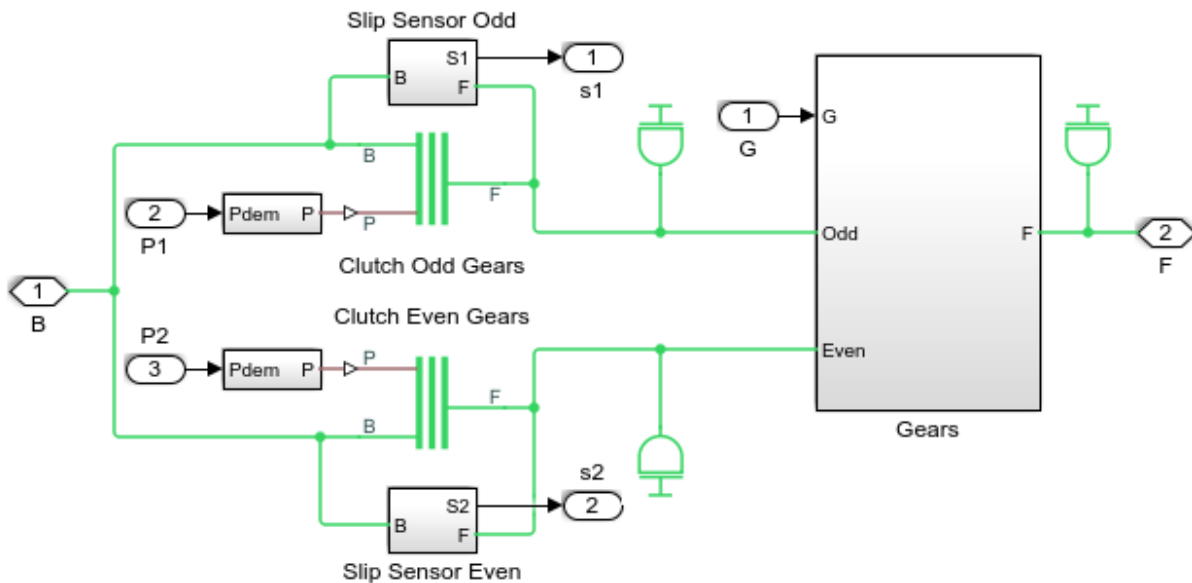 Slip Sensor Odd
B
S1
F
1
s1
B
F
P
2
P1
Pdem
P
Clutch Odd Gears
1
G
G
Odd
Even
F
Gears
2
F
1
B
Clutch Even Gears
P2
3
Pdem
P
P
F
B
s2
2
B
S2
F
Slip Sensor Even